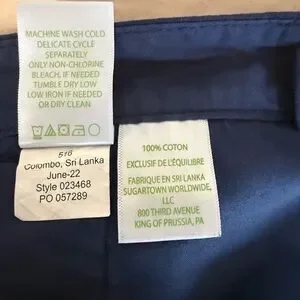 MACHINE WASH COLD
DELICATE CYCLE
SEPARATELY
ONLY NON-CHLORINE
BLEACH, IF NEEDED
TUMBLE DRY LOW
LOW IRON IF NEEDED
OR DRY CLEAN
516
Colombo, Sri Lanka
June-22
Style 023468
PO 057289
100% COTON
EXCLUSIF DE L'ÉQUILIBRE
FABRIQUE EN SRI LANKA
SUGARTOWN WORLDWIDE,
LLC
800 THIRD AVENUE
KING OF PRUSSIA, PA